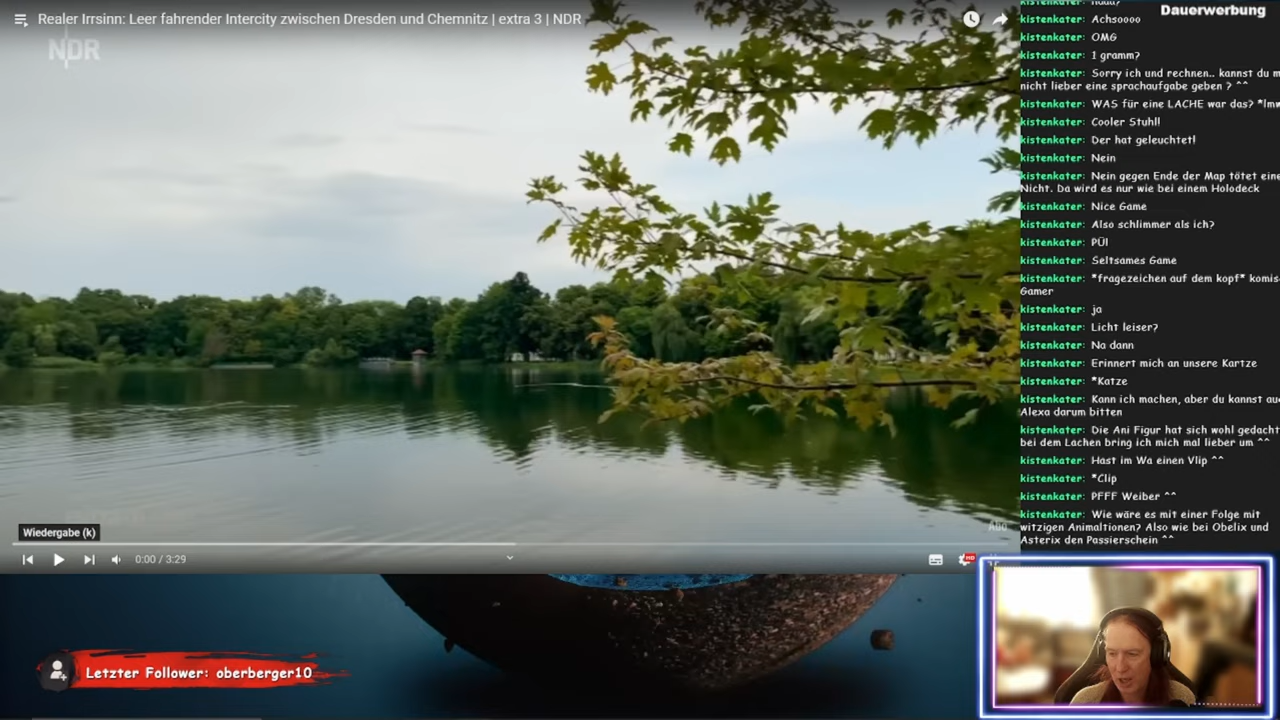 Realer Irrsinn: Leer fahrender Intercity zwischen Dresden und Chemnitz | extra 3 | NDR
NDR
Wiedergabe (k)
0:00 / 3:29
HD
Abo
Letzter Follower: oberberger10
Dauerwerbung
kistenkater: Achsoooo
kistenkater: OMG
kistenkater: 1 gramm?
kistenkater: Sorry ich und rechnen.. kannst du m
nicht lieber eine sprachaufgabe geben ? ^^
kistenkater: WAS für eine LACHE war das? *lmw
kistenkater: Cooler Stuhl!
kistenkater: Der hat geleuchtet!
kistenkater: Nein
kistenkater: Nein gegen Ende der Map tötet eine
Nicht. Da wird es nur wie bei einem Holodeck
kistenkater: Nice Game
kistenkater: Also schlimmer als ich?
kistenkater: PÜ!
kistenkater: Seltsames Game
kistenkater: *fragezeichen auf dem kopf* komis
Gamer
kistenkater: ja
kistenkater: Licht leiser?
kistenkater: Na dann
kistenkater: Erinnert mich an unsere Kartze
kistenkater: *Katze
kistenkater: Kann ich machen, aber du kannst au
Alexa darum bitten
kistenkater: Die Ani Figur hat sich wohl gedacht
bei dem Lachen bring ich mich mal lieber um ^^
kistenkater: Hast im Wa einen Vlip ^^
kistenkater: *Clip
kistenkater: PFFF Weiber ^^
kistenkater: Wie wäre es mit einer Folge mit
witzigen Animaltionen? Also wie bei Obelix und
Asterix den Passierschein ^^